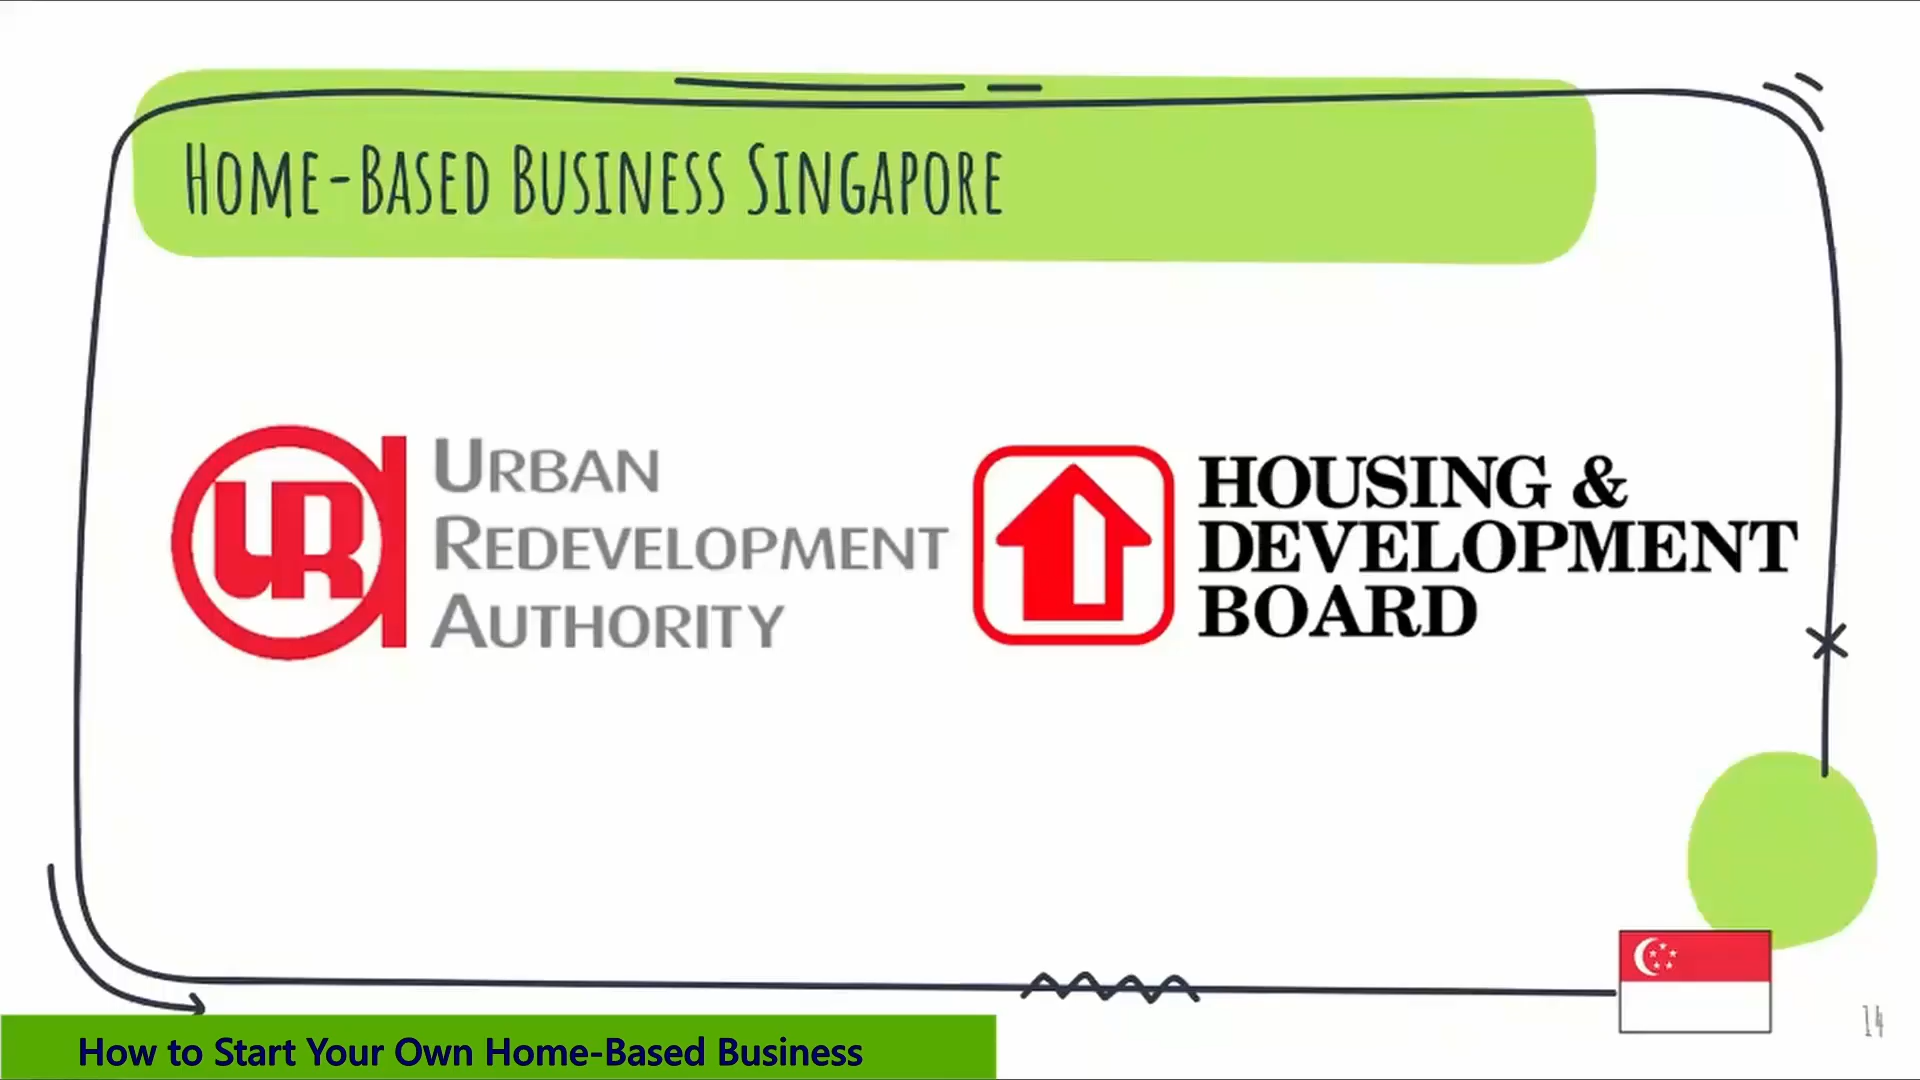 Home-Based Business Singapore
UR
Urban
Redevelopment
Authority
HOUSING &
DEVELOPMENT
BOARD
14
How to Start Your Own Home-Based Business